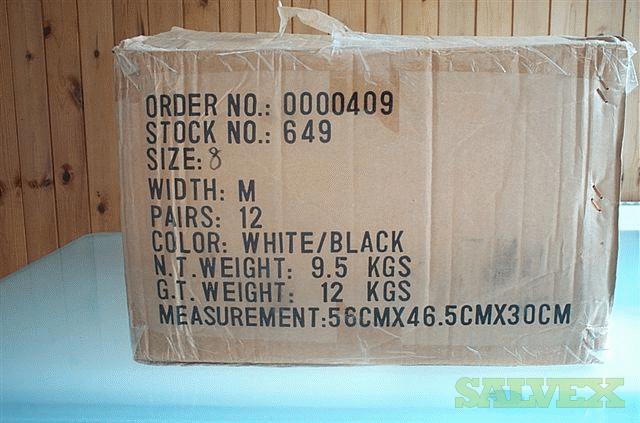 ORDER NO.: 0000409
STOCK NO.: 649
SIZE: 8
WIDTH: M
PAIRS: 12
COLOR: WHITE/BLACK
N.T.WEIGHT: 9.5 KGS
G.T.WEIGHT: 12 KGS
MEASUREMENT:56CMX46.5CMX30CM
SALVEX